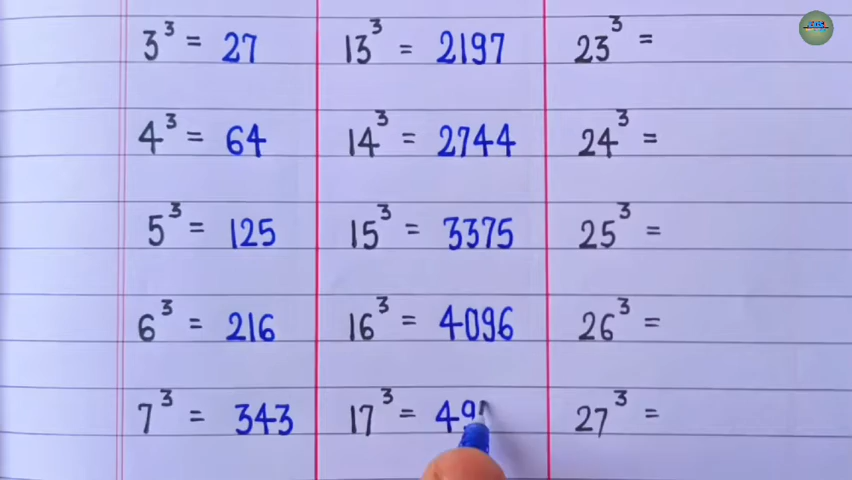 3³ = 27 13³ = 2197 23³ =
4³ = 64 14³ = 2744 24³ =
5³ = 125 15³ = 3375 25³ =
6³ = 216 16³ = 4096 26³ =
7³ = 343 17³ = 49 27³ =